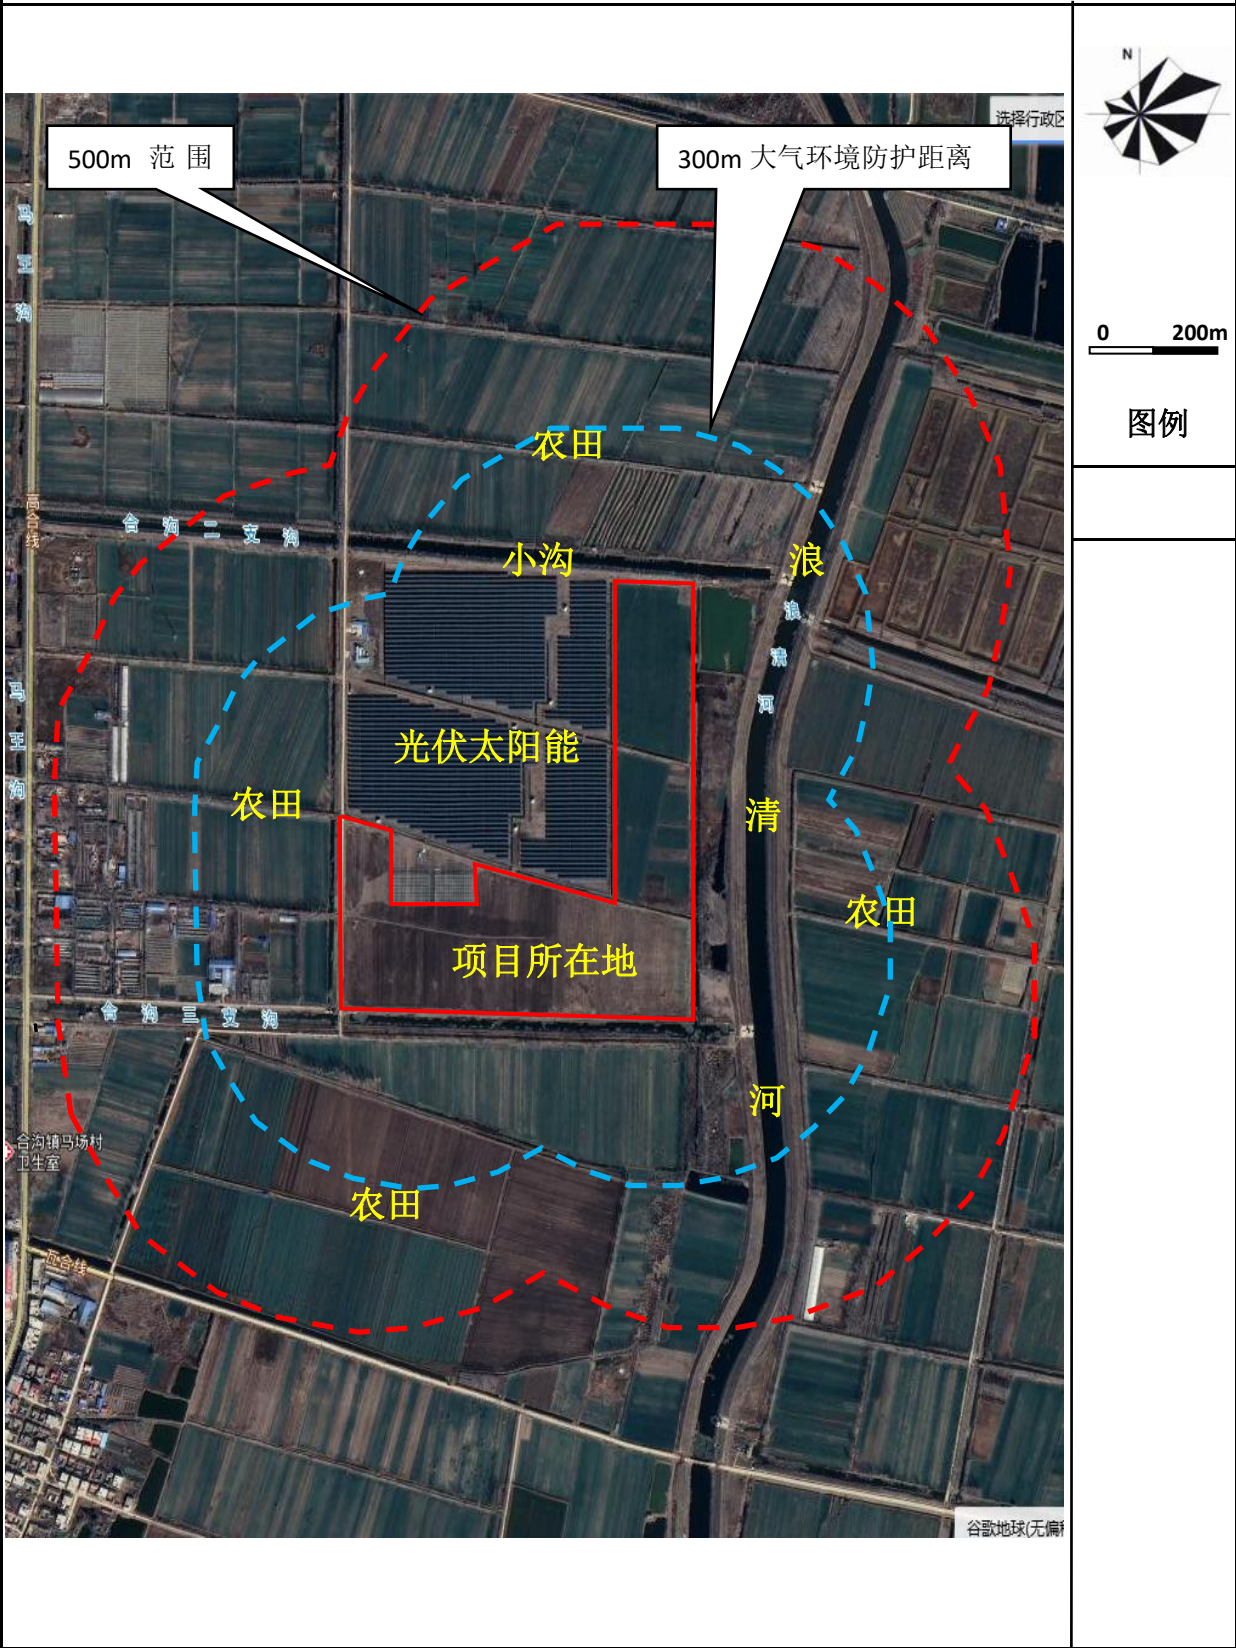 N
选择行政区
500m 范 围
300m 大气环境防护距离
马
王
沟
0 200m
图例
农田
高合线
合 沟 二 支 沟
小沟
浪
浪
清
河
马
王
沟
光伏太阳能
农田
清
农田
项目所在地
合 沟 三 支 沟
河
合沟镇马场村
卫生室
农田
瓦合线
谷歌地球(无偏